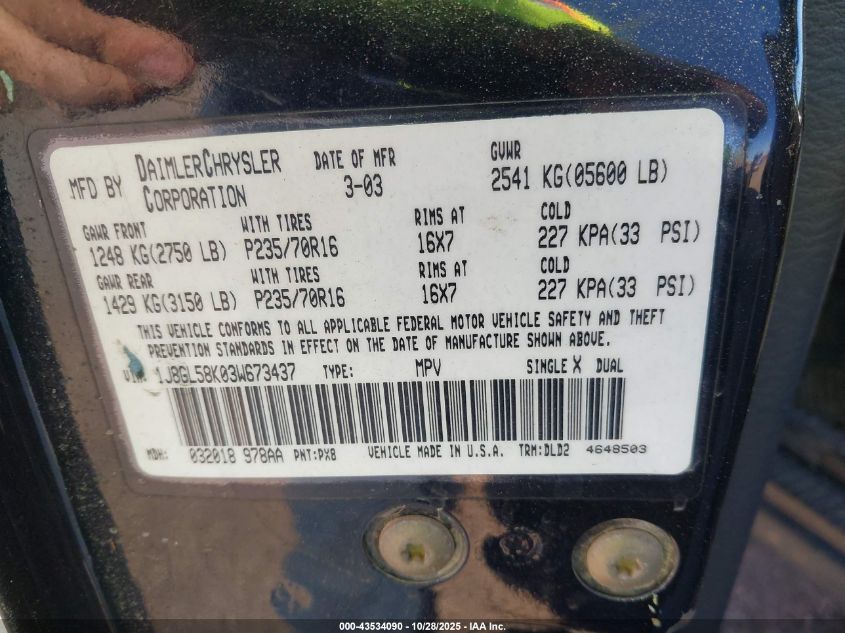 MFD BY DAIMLERCHRYSLER CORPORATION
DATE OF MFR 3-03
GVWR 2541 KG(05600 LB)
GAWR FRONT WITH TIRES RIMS AT COLD
1248 KG(2750 LB) P235/70R16 16X7 227 KPA(33 PSI)
GAWR REAR WITH TIRES RIMS AT COLD
1429 KG(3150 LB) P235/70R16 16X7 227 KPA(33 PSI)
THIS VEHICLE CONFORMS TO ALL APPLICABLE FEDERAL MOTOR VEHICLE SAFETY AND THEFT
PREVENTION STANDARDS IN EFFECT ON THE DATE OF MANUFACTURE SHOWN ABOVE.
1J8GL58K03W673437 TYPE: MPV SINGLE X DUAL
MDH: 032018 978AA PNT:PX8 VEHICLE MADE IN U.S.A. TRM:DLD2 4648503
000-43534090 - 10/28/2025 - IAA Inc.